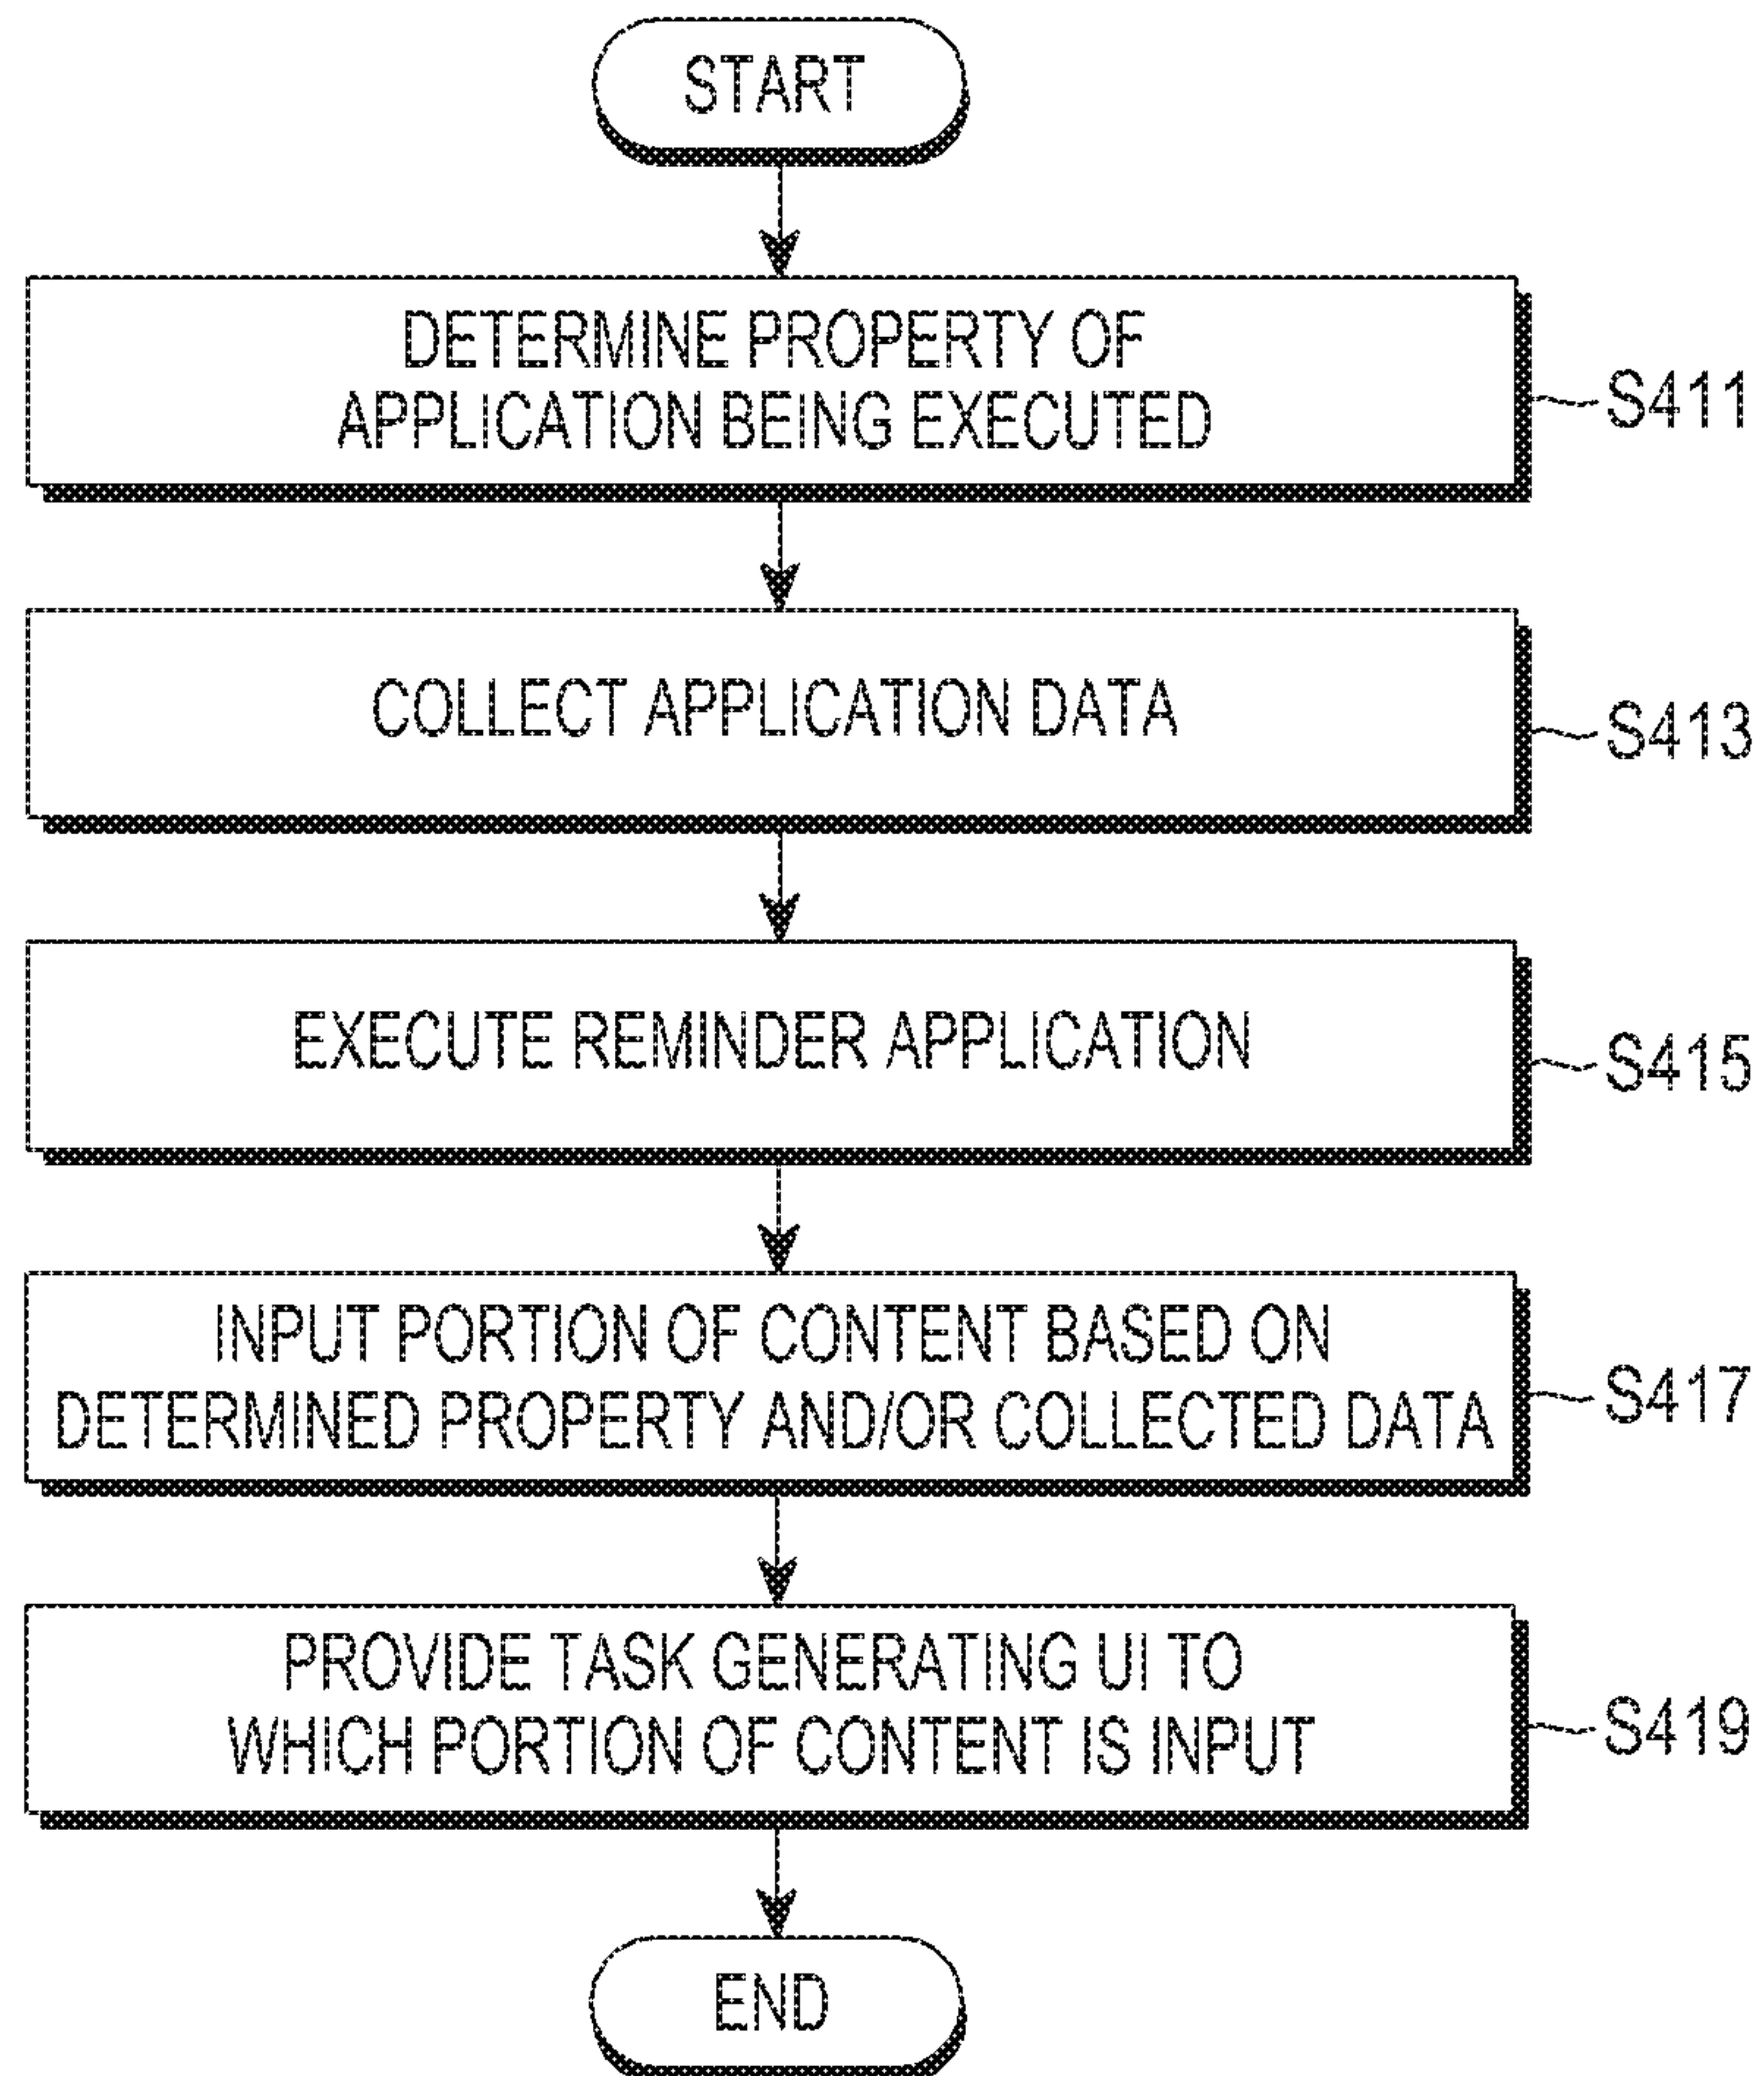 START
DETERMINE PROPERTY OF
APPLICATION BEING EXECUTED
S411
COLLECT APPLICATION DATA
S413
EXECUTE REMINDER APPLICATION
S415
INPUT PORTION OF CONTENT BASED ON
DETERMINED PROPERTY AND/OR COLLECTED DATA
S417
PROVIDE TASK GENERATING UI TO
WHICH PORTION OF CONTENT IS INPUT
S419
END